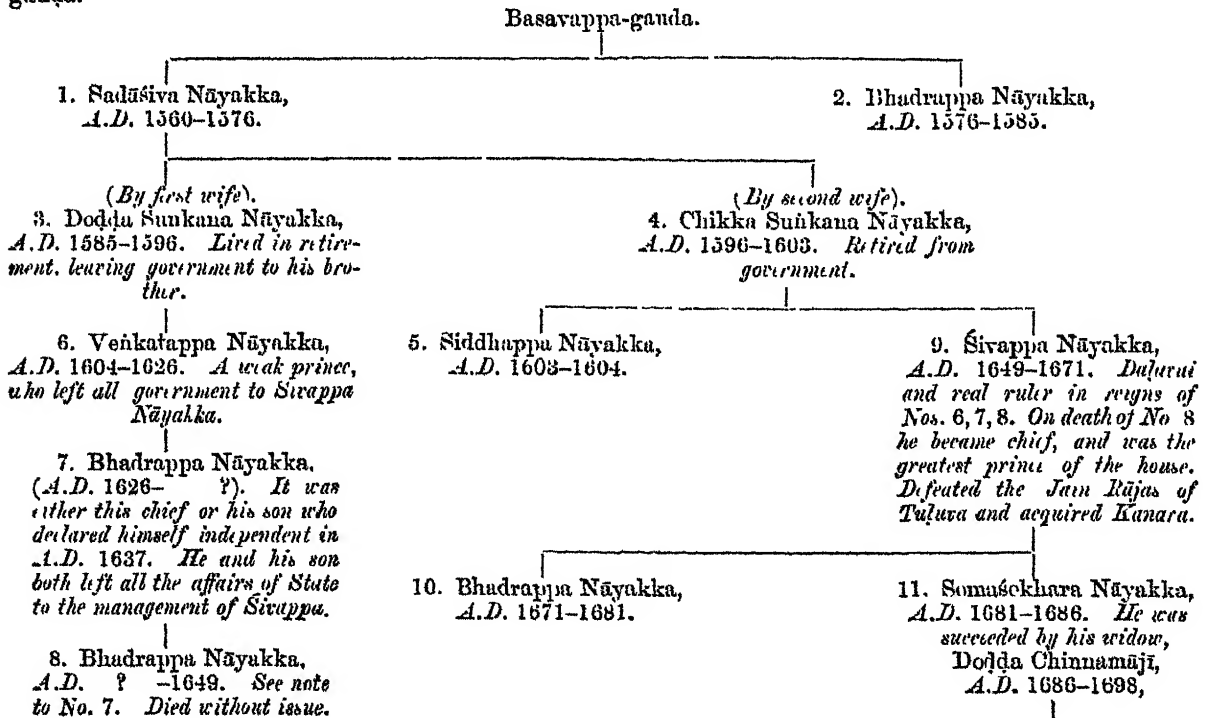 gauda.
Basavappa-gauda.
1. Sadāśiva Nāyakka,
A.D. 1560–1576.
2. Bhadrappa Nāyakka,
A.D. 1576–1585.
(By first wife).
3. Doḍḍa Sunkana Nāyakka,
A.D. 1585–1596. Lived in retire-
ment, leaving government to his bro-
ther.
(By second wife).
4. Chikka Suṅkana Nāyakka,
A.D. 1596–1603. Retired from
government.
6. Veṅkatappa Nāyakka,
A.D. 1604–1626. A weak prince,
who left all government to Sivappa
Nāyakka.
5. Siddhappa Nāyakka,
A.D. 1603–1604.
9. Śivappa Nāyakka,
A.D. 1649–1671. Daḷavai
and real ruler in reigns of
Nos. 6, 7, 8. On death of No 8
he became chief, and was the
greatest prince of the house.
Defeated the Jain Rājas of
Tuḷuva and acquired Kanara.
7. Bhadrappa Nāyakka.
(A.D. 1626– ?). It was
either this chief or his son who
declared himself independent in
A.D. 1637. He and his son
both left all the affairs of State
to the management of Śivappa.
8. Bhadrappa Nāyakka,
A.D. ? –1649. See note
to No. 7. Died without issue.
10. Bhadrappa Nāyakka,
A.D. 1671–1681.
11. Somaśekhara Nāyakka,
A.D. 1681–1686. He was
succeeded by his widow,
Doḍḍa Chinnamājī,
A.D. 1686–1698,